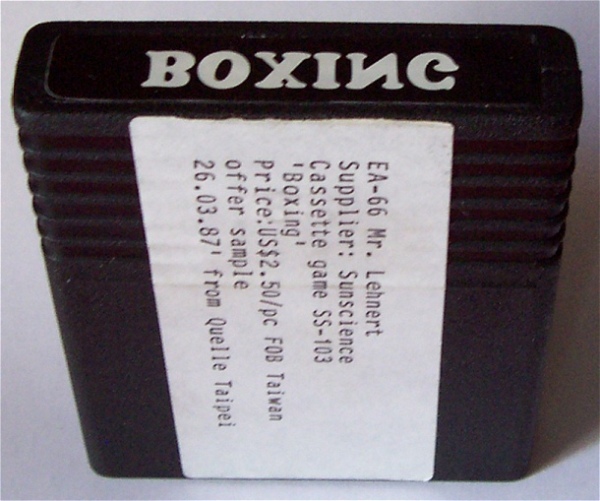 BOXING
EA-66 Mr. Lehnert
Supplier: Sunscience
Cassette game SS-103
'Boxing'
Price:US$2.50/pc FOB Taiwan
offer sample
26.03.87' from Quelle Taipei